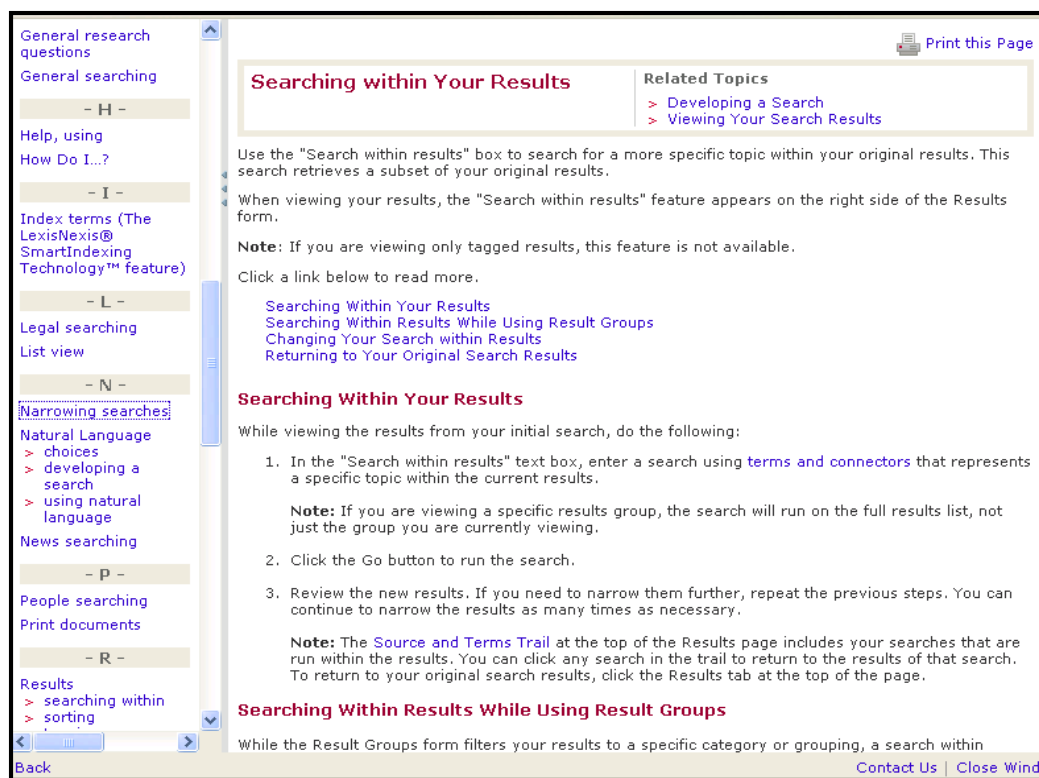 General research
questions
General searching
- H -
Help, using
How Do I...?
- I -
Index terms (The
LexisNexis®
SmartIndexing
Technology™ feature)
- L -
Legal searching
List view
- N -
Narrowing searches
Natural Language
> choices
> developing a
search
> using natural
language
News searching
- P -
People searching
Print documents
- R -
Results
> searching within
> sorting
Back
Print this Page
Searching within Your Results
Related Topics
> Developing a Search
> Viewing Your Search Results
Use the "Search within results" box to search for a more specific topic within your original results. This
search retrieves a subset of your original results.
When viewing your results, the "Search within results" feature appears on the right side of the Results
form.
Note: If you are viewing only tagged results, this feature is not available.
Click a link below to read more.
Searching Within Your Results
Searching Within Results While Using Result Groups
Changing Your Search within Results
Returning to Your Original Search Results
Searching Within Your Results
While viewing the results from your initial search, do the following:
1. In the "Search within results" text box, enter a search using terms and connectors that represents
a specific topic within the current results.
Note: If you are viewing a specific results group, the search will run on the full results list, not
just the group you are currently viewing.
2. Click the Go button to run the search.
3. Review the new results. If you need to narrow them further, repeat the previous steps. You can
continue to narrow the results as many times as necessary.
Note: The Source and Terms Trail at the top of the Results page includes your searches that are
run within the results. You can click any search in the trail to return to the results of that search.
To return to your original search results, click the Results tab at the top of the page.
Searching Within Results While Using Result Groups
While the Result Groups form filters your results to a specific category or grouping, a search within
Contact Us | Close Wind